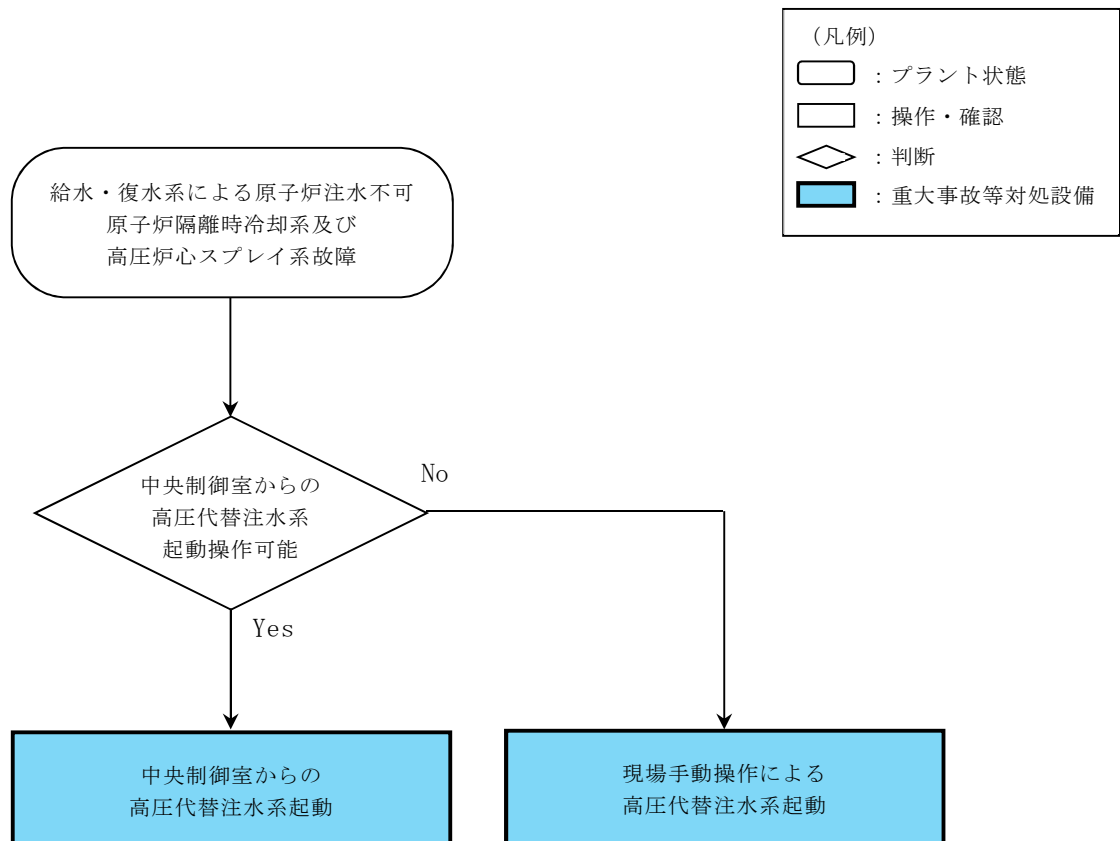 (凡例)
：プラント状態
：操作・確認
：判断
：重大事故等対処設備
給水・復水系による原子炉注水不可
原子炉隔離時冷却系及び
高圧炉心スプレイ系故障
中央制御室からの
高圧代替注水系
起動操作可能
No
Yes
中央制御室からの
高圧代替注水系起動
現場手動操作による
高圧代替注水系起動